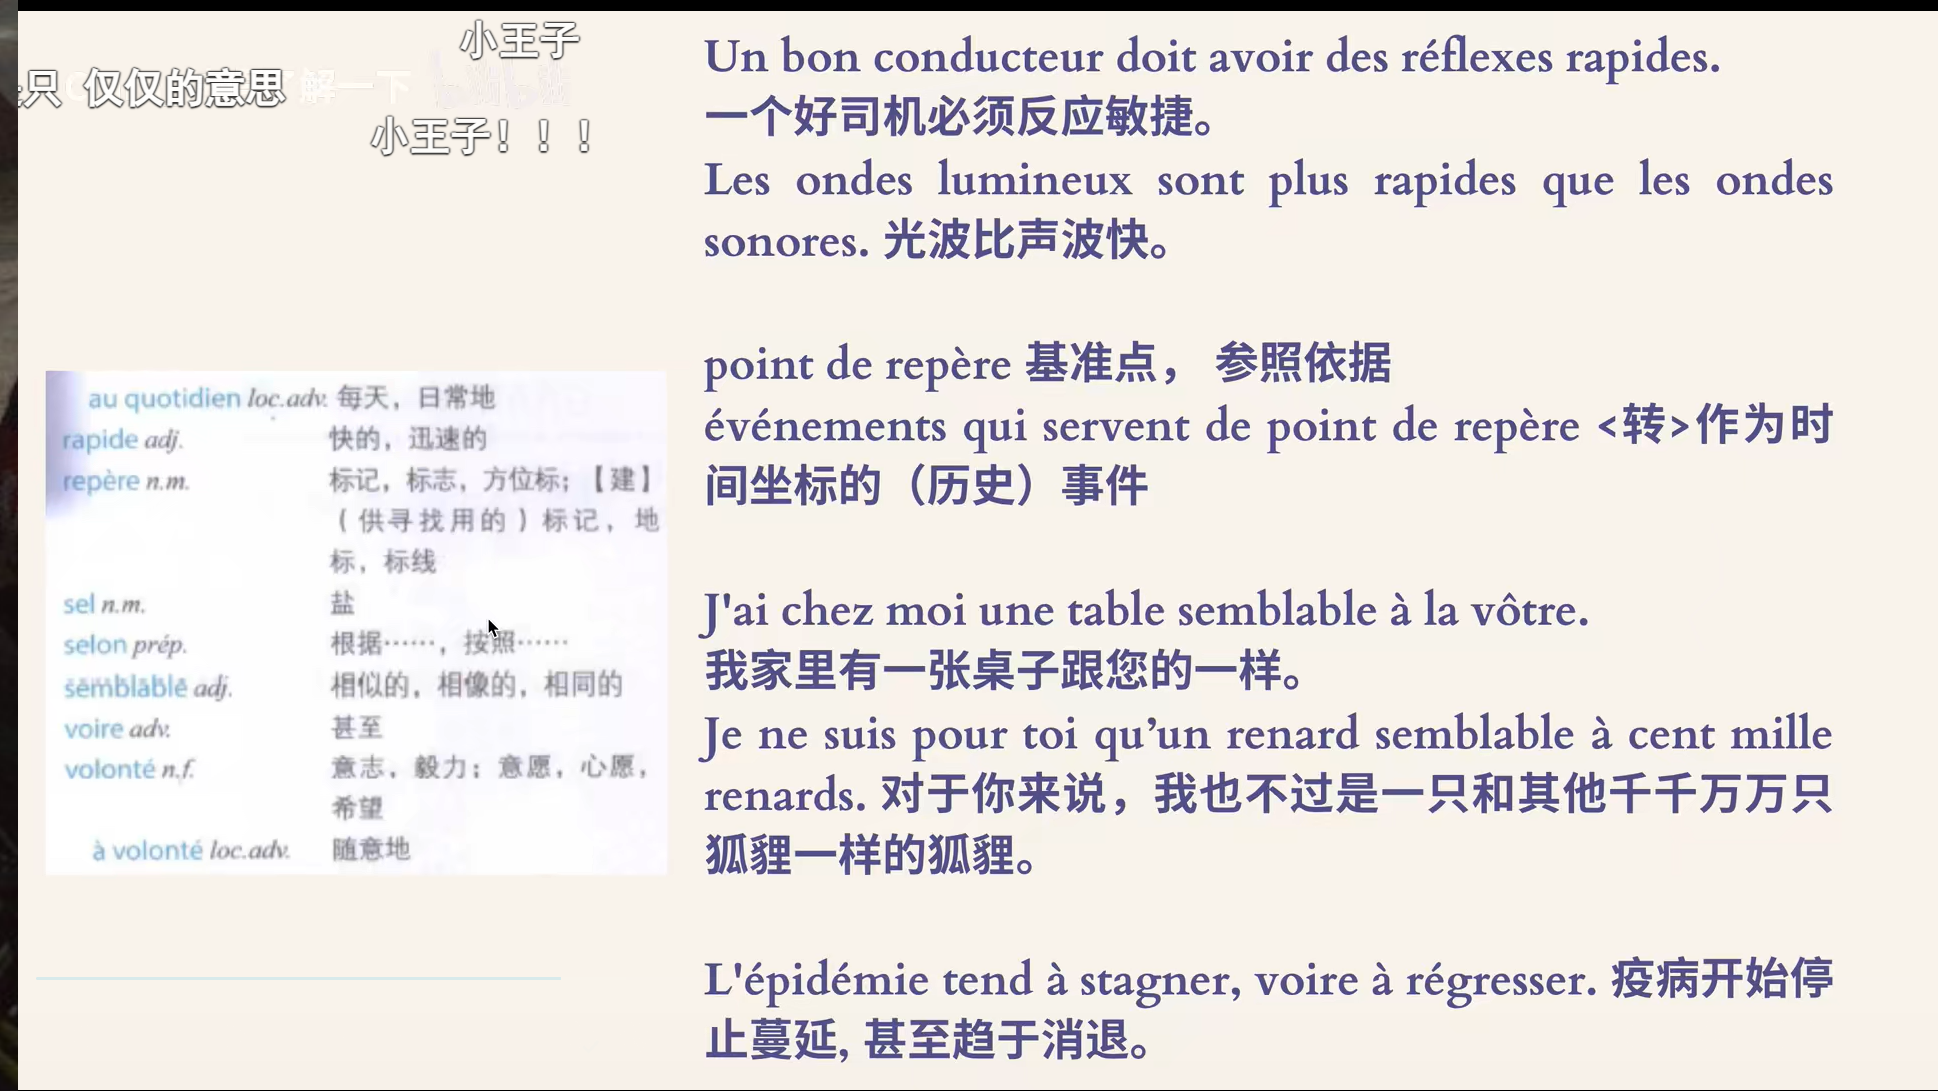 小王子
只 仅仅的意思
解一下
小王子！！！
Un bon conducteur doit avoir des réflexes rapides.
一个好司机必须反应敏捷。
Les ondes lumineux sont plus rapides que les ondes
sonores. 光波比声波快。
point de repère 基准点， 参照依据
événements qui servent de point de repère <转>作为时
间坐标的（历史）事件
J'ai chez moi une table semblable à la vôtre.
我家里有一张桌子跟您的一样。
Je ne suis pour toi qu’un renard semblable à cent mille
renards. 对于你来说，我也不过是一只和其他千千万万只
狐狸一样的狐狸。
L'épidémie tend à stagner, voire à régresser. 疫病开始停
止蔓延, 甚至趋于消退。
au quotidien loc.adv. 每天，日常地
rapide adj. 快的，迅速的
repère n.m. 标记，标志，方位标；【建】
（供寻找用的）标记，地
标，标线
sel n.m. 盐
selon prép. 根据……，按照……
semblable adj. 相似的，相像的，相同的
voire adv. 甚至
volonté n.f. 意志，毅力；意愿，心愿，
希望
à volonté loc.adv. 随意地